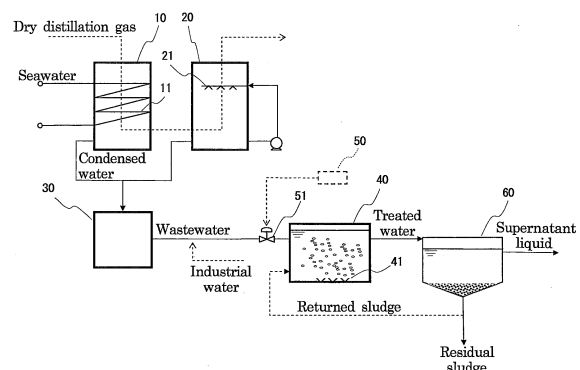 Dry distillation gas
10
20
21
Seawater
11
Condensed
water
50
30
40
60
51
Wastewater
Treated
water
Supernatant
liquid
Industrial
water
41
Returned sludge
Residual
sludge